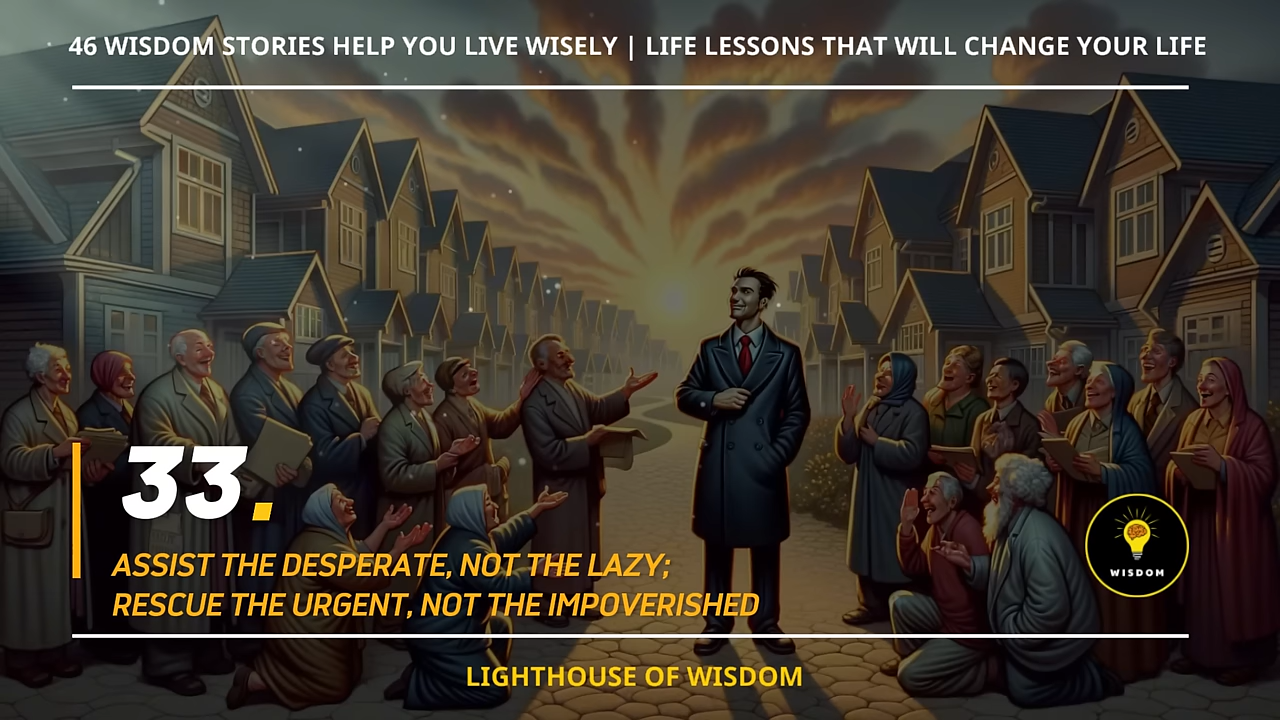 46 WISDOM STORIES HELP YOU LIVE WISELY | LIFE LESSONS THAT WILL CHANGE YOUR LIFE
33.
ASSIST THE DESPERATE, NOT THE LAZY;
RESCUE THE URGENT, NOT THE IMPOVERISHED
WISDOM
LIGHTHOUSE OF WISDOM